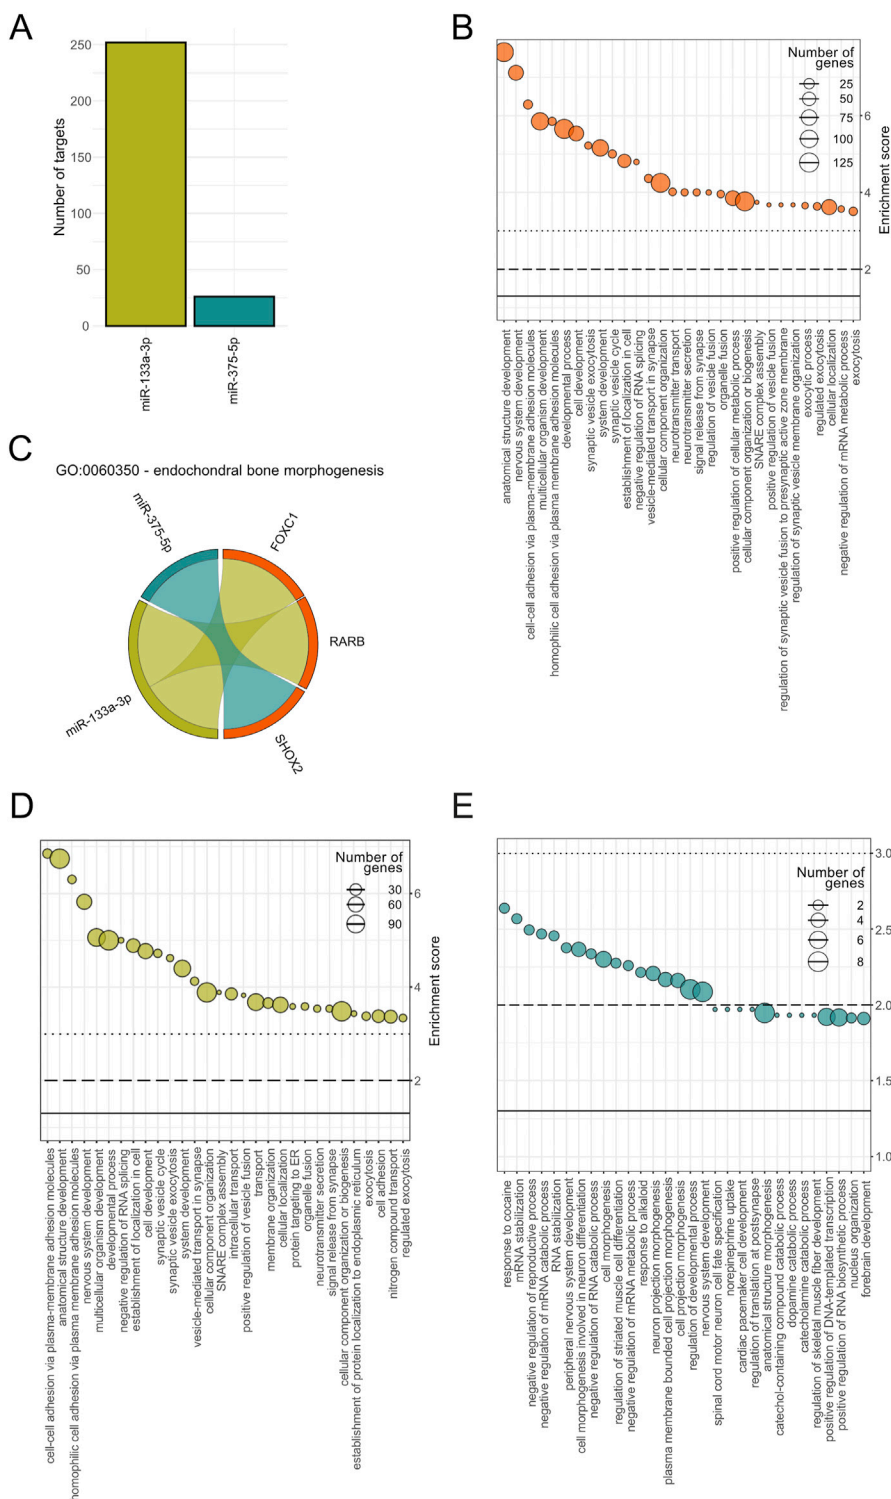 A
Number of targets
250
200
150
100
50
0
miR-133a-3p
miR-375-5p
B
Number of
genes
25
50
75
100
125
6
4
2
Enrichment score
anatomical structure development
nervous system development
cell-cell adhesion via plasma-membrane adhesion molecules
multicellular organism development
homophilic cell adhesion via plasma membrane adhesion molecules
developmental process
cell development
synaptic vesicle exocytosis
system development
synaptic vesicle cycle
establishment of localization in cell
negative regulation of RNA splicing
vesicle-mediated transport in synapse
cellular component organization
neurotransmitter transport
neurotransmitter secretion
signal release from synapse
regulation of vesicle fusion
organelle fusion
positive regulation of cellular metabolic process
cellular component organization or biogenesis
SNARE complex assembly
positive regulation of vesicle fusion
regulation of synaptic vesicle fusion to presynaptic active zone membrane
regulation of synaptic vesicle membrane organization
exocytic process
regulated exocytosis
cellular localization
negative regulation of mRNA metabolic process
exocytosis
C
GO:0060350 - endochondral bone morphogenesis
miR-375-5p
FOXC1
RARB
SHOX2
miR-133a-3p
D
Number of
genes
30
60
90
6
4
2
Enrichment score
cell-cell adhesion via plasma-membrane adhesion molecules
anatomical structure development
homophilic cell adhesion via plasma membrane adhesion molecules
nervous system development
multicellular organism development
developmental process
negative regulation of RNA splicing
establishment of localization in cell
cell development
synaptic vesicle cycle
synaptic vesicle exocytosis
system development
vesicle-mediated transport in synapse
cellular component organization
SNARE complex assembly
intracellular transport
positive regulation of vesicle fusion
transport
membrane organization
cellular localization
protein targeting to ER
organelle fusion
neurotransmitter secretion
signal release from synapse
cellular component organization or biogenesis
establishment of protein localization to endoplasmic reticulum
exocytosis
cell adhesion
nitrogen compound transport
regulated exocytosis
E
Number of
genes
2
4
6
8
3.0
2.5
2.0
1.5
1.0
response to cocaine
mRNA stabilization
negative regulation of reproductive process
negative regulation of mRNA catabolic process
RNA stabilization
peripheral nervous system development
cell morphogenesis involved in neuron differentiation
negative regulation of RNA catabolic process
cell morphogenesis
regulation of striated muscle cell differentiation
negative regulation of mRNA metabolic process
response to alkaloid
neuron projection morphogenesis
plasma membrane bounded cell projection morphogenesis
cell projection morphogenesis
regulation of developmental process
nervous system development
spinal cord motor neuron cell fate specification
norepinephrine uptake
cardiac pacemaker cell development
regulation of translation at postsynapse
anatomical structure morphogenesis
catechol-containing compound catabolic process
dopamine catabolic process
catecholamine catabolic process
regulation of skeletal muscle fiber development
positive regulation of DNA-templated transcription
positive regulation of RNA biosynthetic process
nucleus organization
forebrain development